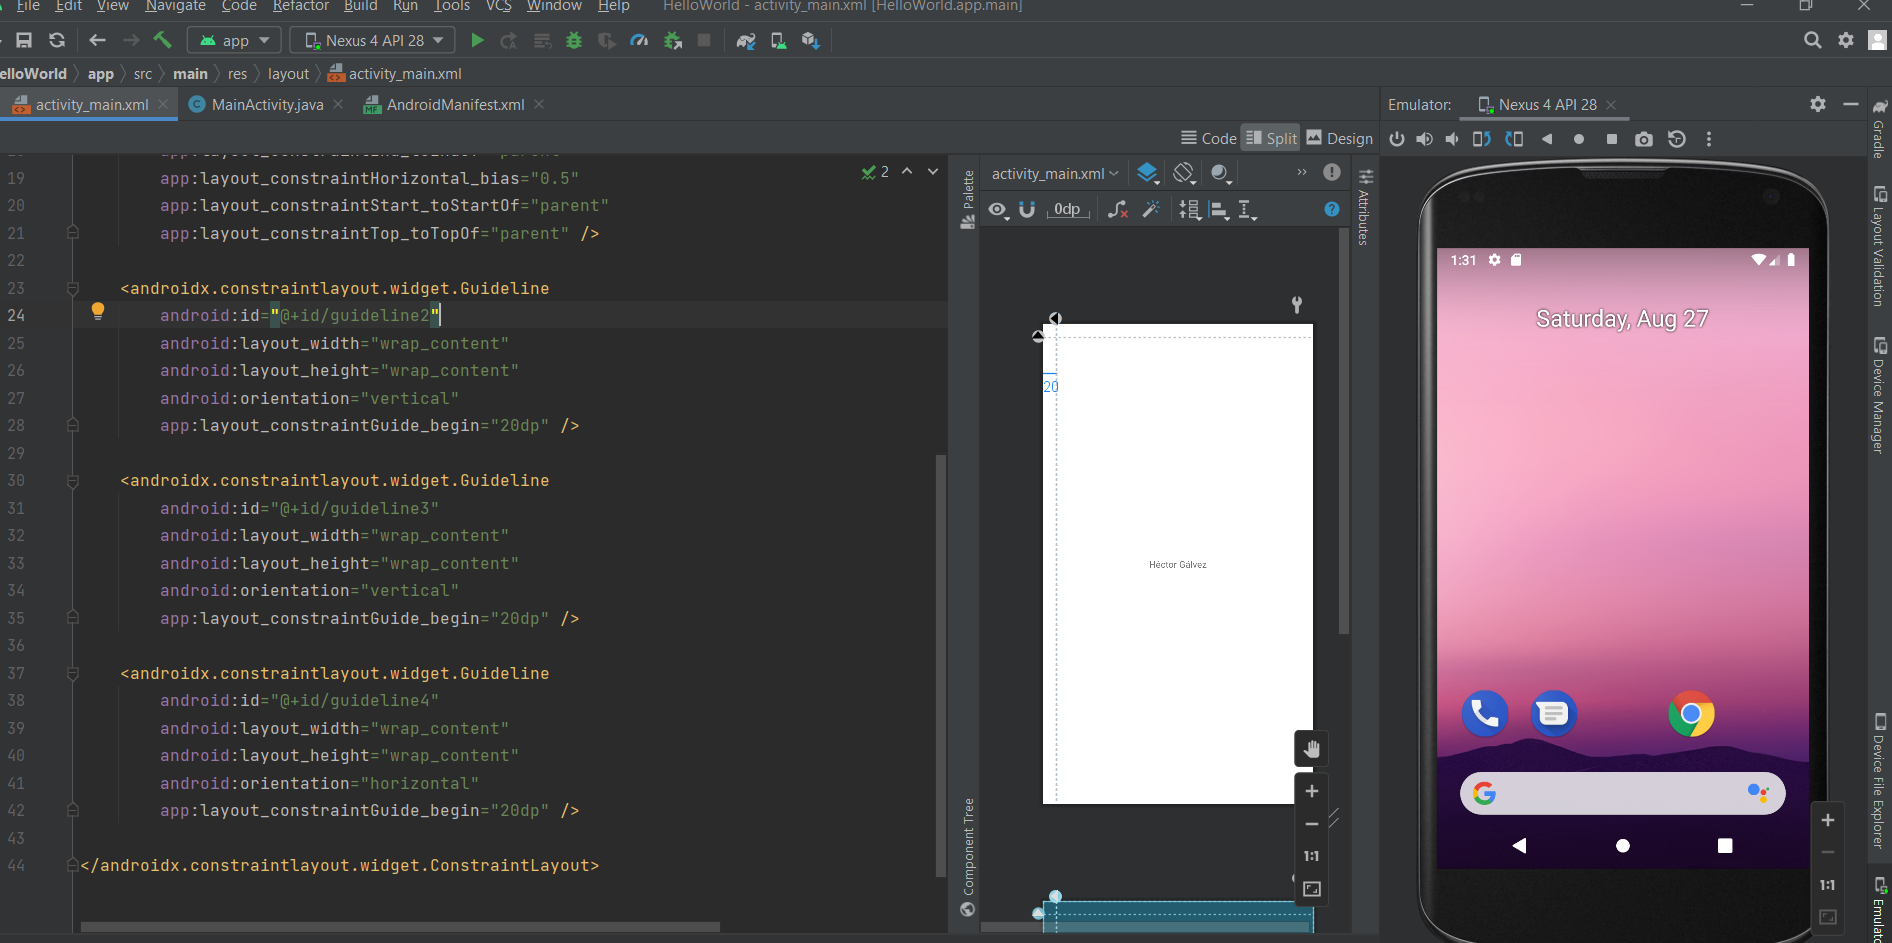 File Edit View Navigate Code Refactor Build Run Tools VCS Window Help HelloWorld - activity_main.xml [HelloWorld.app.main]
app Nexus 4 API 28
elloWorld app src main res layout activity_main.xml
activity_main.xml MainActivity.java AndroidManifest.xml
Emulator: Nexus 4 API 28
Code Split Design
2
19 app:layout_constraintHorizontal_bias="0.5"
20 app:layout_constraintStart_toStartOf="parent"
21 app:layout_constraintTop_toTopOf="parent" />
22
23 <androidx.constraintlayout.widget.Guideline
24 android:id="@+id/guideline2"
25 android:layout_width="wrap_content"
26 android:layout_height="wrap_content"
27 android:orientation="vertical"
28 app:layout_constraintGuide_begin="20dp" />
29
30 <androidx.constraintlayout.widget.Guideline
31 android:id="@+id/guideline3"
32 android:layout_width="wrap_content"
33 android:layout_height="wrap_content"
34 android:orientation="vertical"
35 app:layout_constraintGuide_begin="20dp" />
36
37 <androidx.constraintlayout.widget.Guideline
38 android:id="@+id/guideline4"
39 android:layout_width="wrap_content"
40 android:layout_height="wrap_content"
41 android:orientation="horizontal"
42 app:layout_constraintGuide_begin="20dp" />
43
44 </androidx.constraintlayout.widget.ConstraintLayout>
Palette
Component Tree
activity_main.xml
0dp
20
Héctor Gálvez
1:1
Attributes
1:31
Saturday, Aug 27
G
1:1
Gradle
Layout Validation
Device Manager
Device File Explorer
Emulato